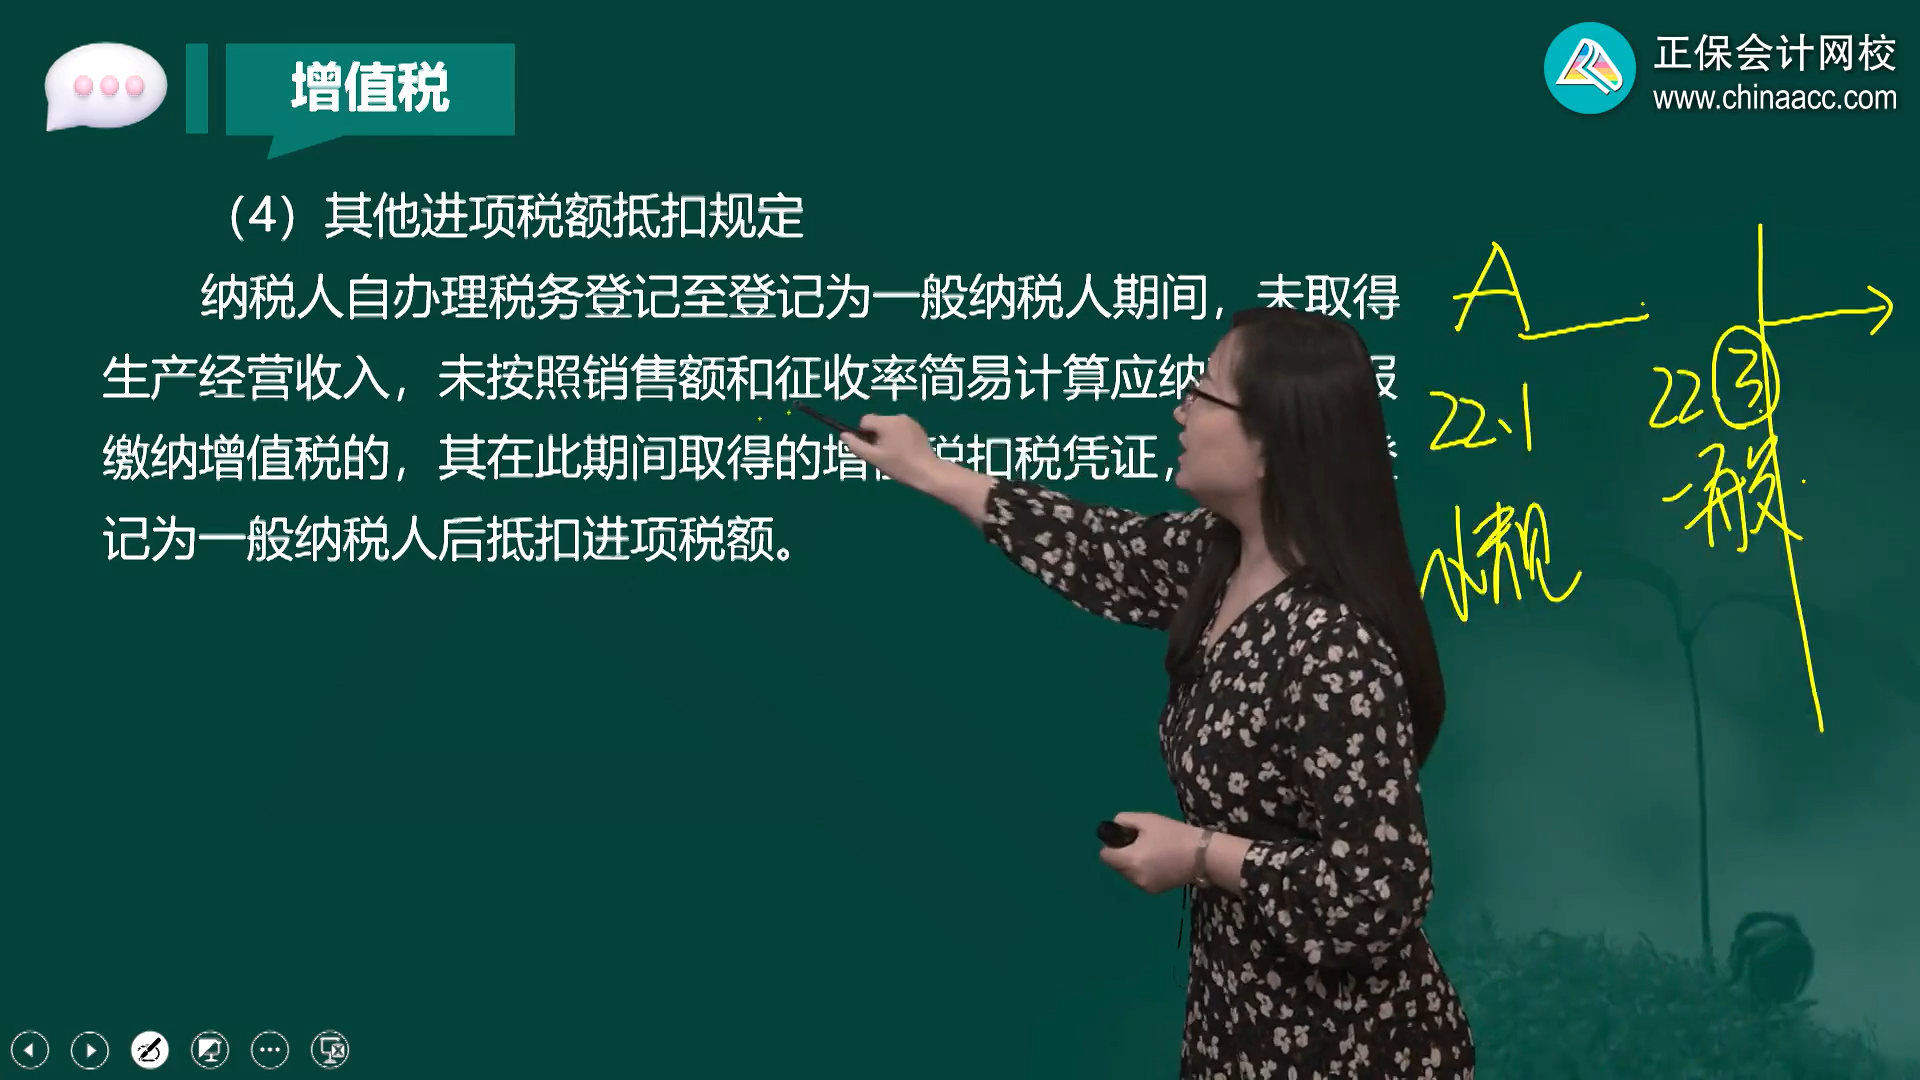 增值税
正保会计网校
www.chinaacc.com
（4）其他进项税额抵扣规定
纳税人自办理税务登记至登记为一般纳税人期间，未取得
生产经营收入，未按照销售额和征收率简易计算应纳报
缴纳增值税的，其在此期间取得的增值税扣税凭证，
记为一般纳税人后抵扣进项税额。
A
22.1
22 3
一般
小规